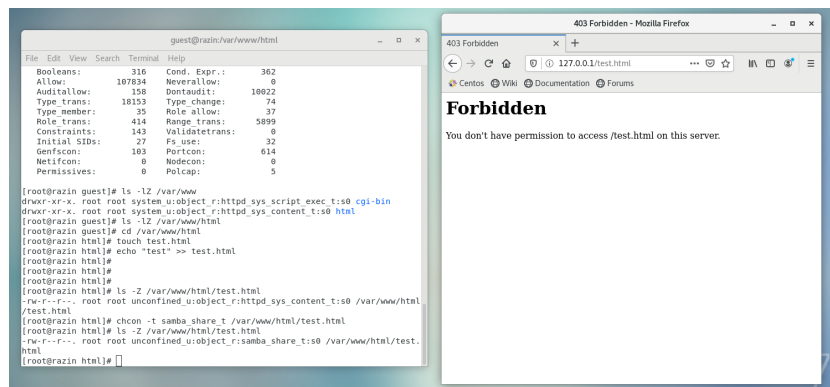 guest@razin:/var/www/html
File Edit View Search Terminal Help
Booleans: 316 Cond. Expr.: 362
Allow: 107834 Neverallow: 0
Auditallow: 158 Dontaudit: 10022
Type_trans: 18153 Type_change: 74
Type_member: 35 Role allow: 37
Role_trans: 414 Range_trans: 5899
Constraints: 143 Validatetrans: 0
Initial SIDs: 27 Fs_use: 32
Genfscon: 103 Portcon: 614
Netifcon: 0 Nodecon: 0
Permissives: 0 Polcap: 5
[root@razin guest]# ls -lZ /var/www
drwxr-xr-x. root root system_u:object_r:httpd_sys_script_exec_t:s0 cgi-bin
drwxr-xr-x. root root system_u:object_r:httpd_sys_content_t:s0 html
[root@razin guest]# ls -lZ /var/www/html
[root@razin guest]# cd /var/www/html
[root@razin html]# touch test.html
[root@razin html]# echo "test" >> test.html
[root@razin html]#
[root@razin html]#
[root@razin html]#
[root@razin html]# ls -Z /var/www/html/test.html
-rw-r--r--. root root unconfined_u:object_r:httpd_sys_content_t:s0 /var/www/html
/test.html
[root@razin html]# chcon -t samba_share_t /var/www/html/test.html
[root@razin html]# ls -Z /var/www/html/test.html
-rw-r--r--. root root unconfined_u:object_r:samba_share_t:s0 /var/www/html/test.
html
[root@razin html]#
403 Forbidden - Mozilla Firefox
403 Forbidden
127.0.0.1/test.html
Centos Wiki Documentation Forums
Forbidden
You don't have permission to access /test.html on this server.
7